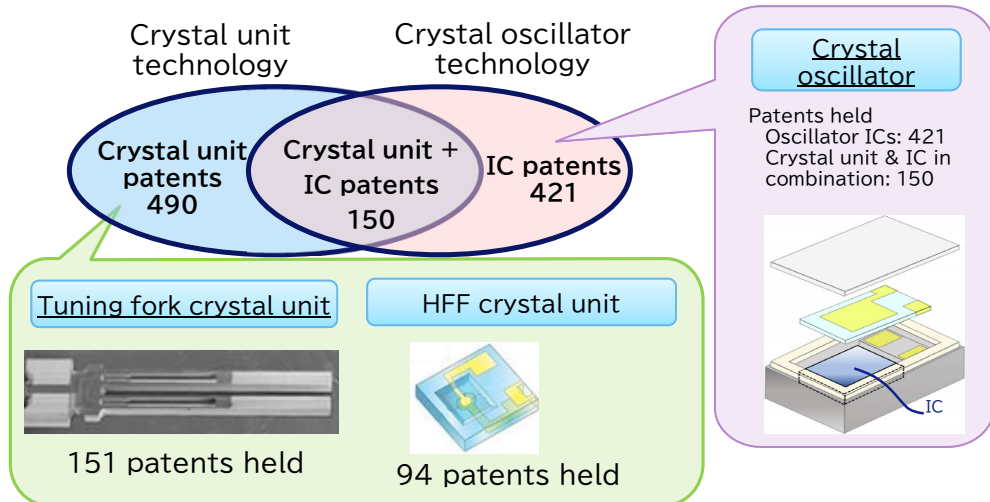 Crystal unit
technology
Crystal oscillator
technology
Crystal unit
patents
490
Crystal unit +
IC patents
150
IC patents
421
Crystal
oscillator
Patents held
Oscillator ICs: 421
Crystal unit & IC in
combination: 150
IC
Tuning fork crystal unit
151 patents held
HFF crystal unit
94 patents held